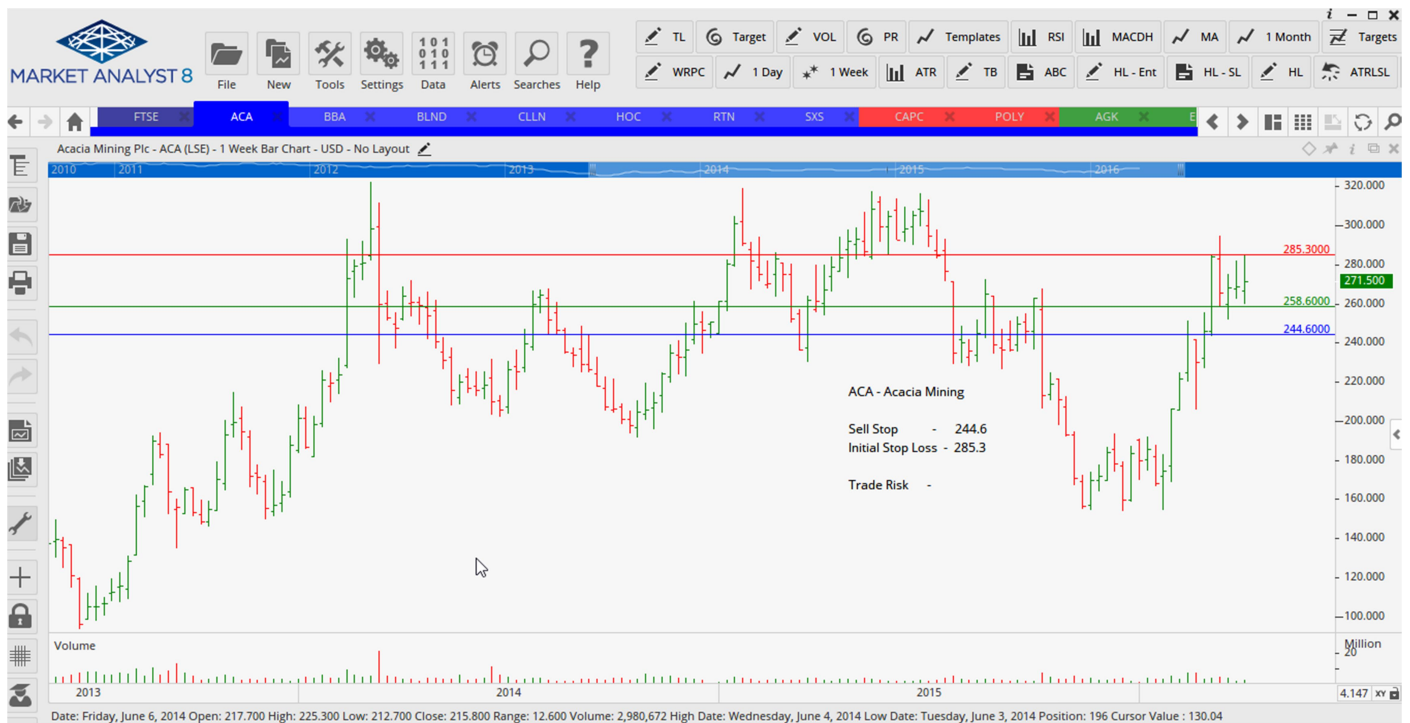 i
TL Target VOL PR Templates RSI MACDH MA 1 Month Targets
MARKET ANALYST 8
File New Tools Settings Data Alerts Searches Help
101
010
111
WRPC 1 Day 1 Week ATR TB ABC HL - Ent HL - SL HL ATRLSL
FTSE ACA BBA BLND CLLN HOC RTN SXS CAPC POLY AGK E
Acacia Mining Plc - ACA (LSE) - 1 Week Bar Chart - USD - No Layout
2010 2011 2012 2013 2014 2015 2016
320.000
300.000
285.3000
280.000
271.500
258.6000
260.000
244.6000
240.000
220.000
200.000
180.000
160.000
140.000
120.000
100.000
ACA - Acacia Mining
Sell Stop - 244.6
Initial Stop Loss - 285.3
Trade Risk -
Volume
Million
20
0
2013 2014 2015
4.147 XY
Date: Friday, June 6, 2014 Open: 217.700 High: 225.300 Low: 212.700 Close: 215.800 Range: 12.600 Volume: 2,980,672 High Date: Wednesday, June 4, 2014 Low Date: Tuesday, June 3, 2014 Position: 196 Cursor Value : 130.04